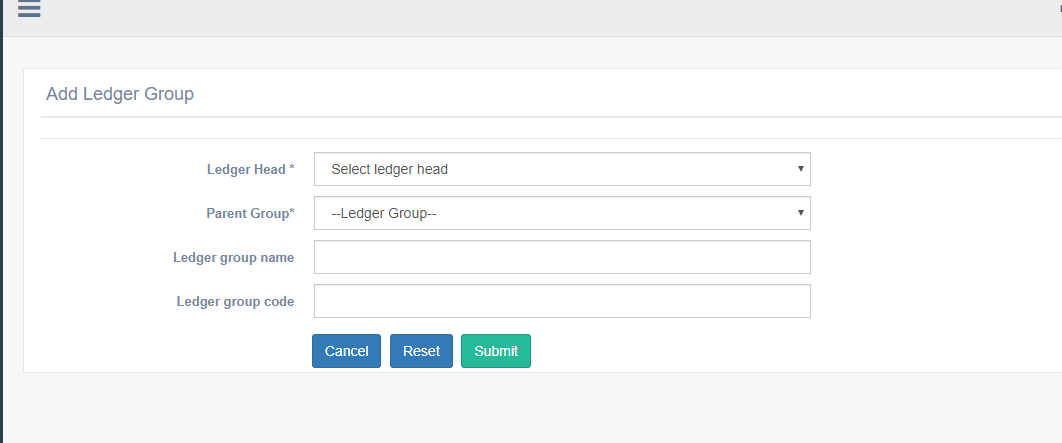 Add Ledger Group
Ledger Head * Select ledger head
Parent Group* --Ledger Group--
Ledger group name
Ledger group code
Cancel Reset Submit